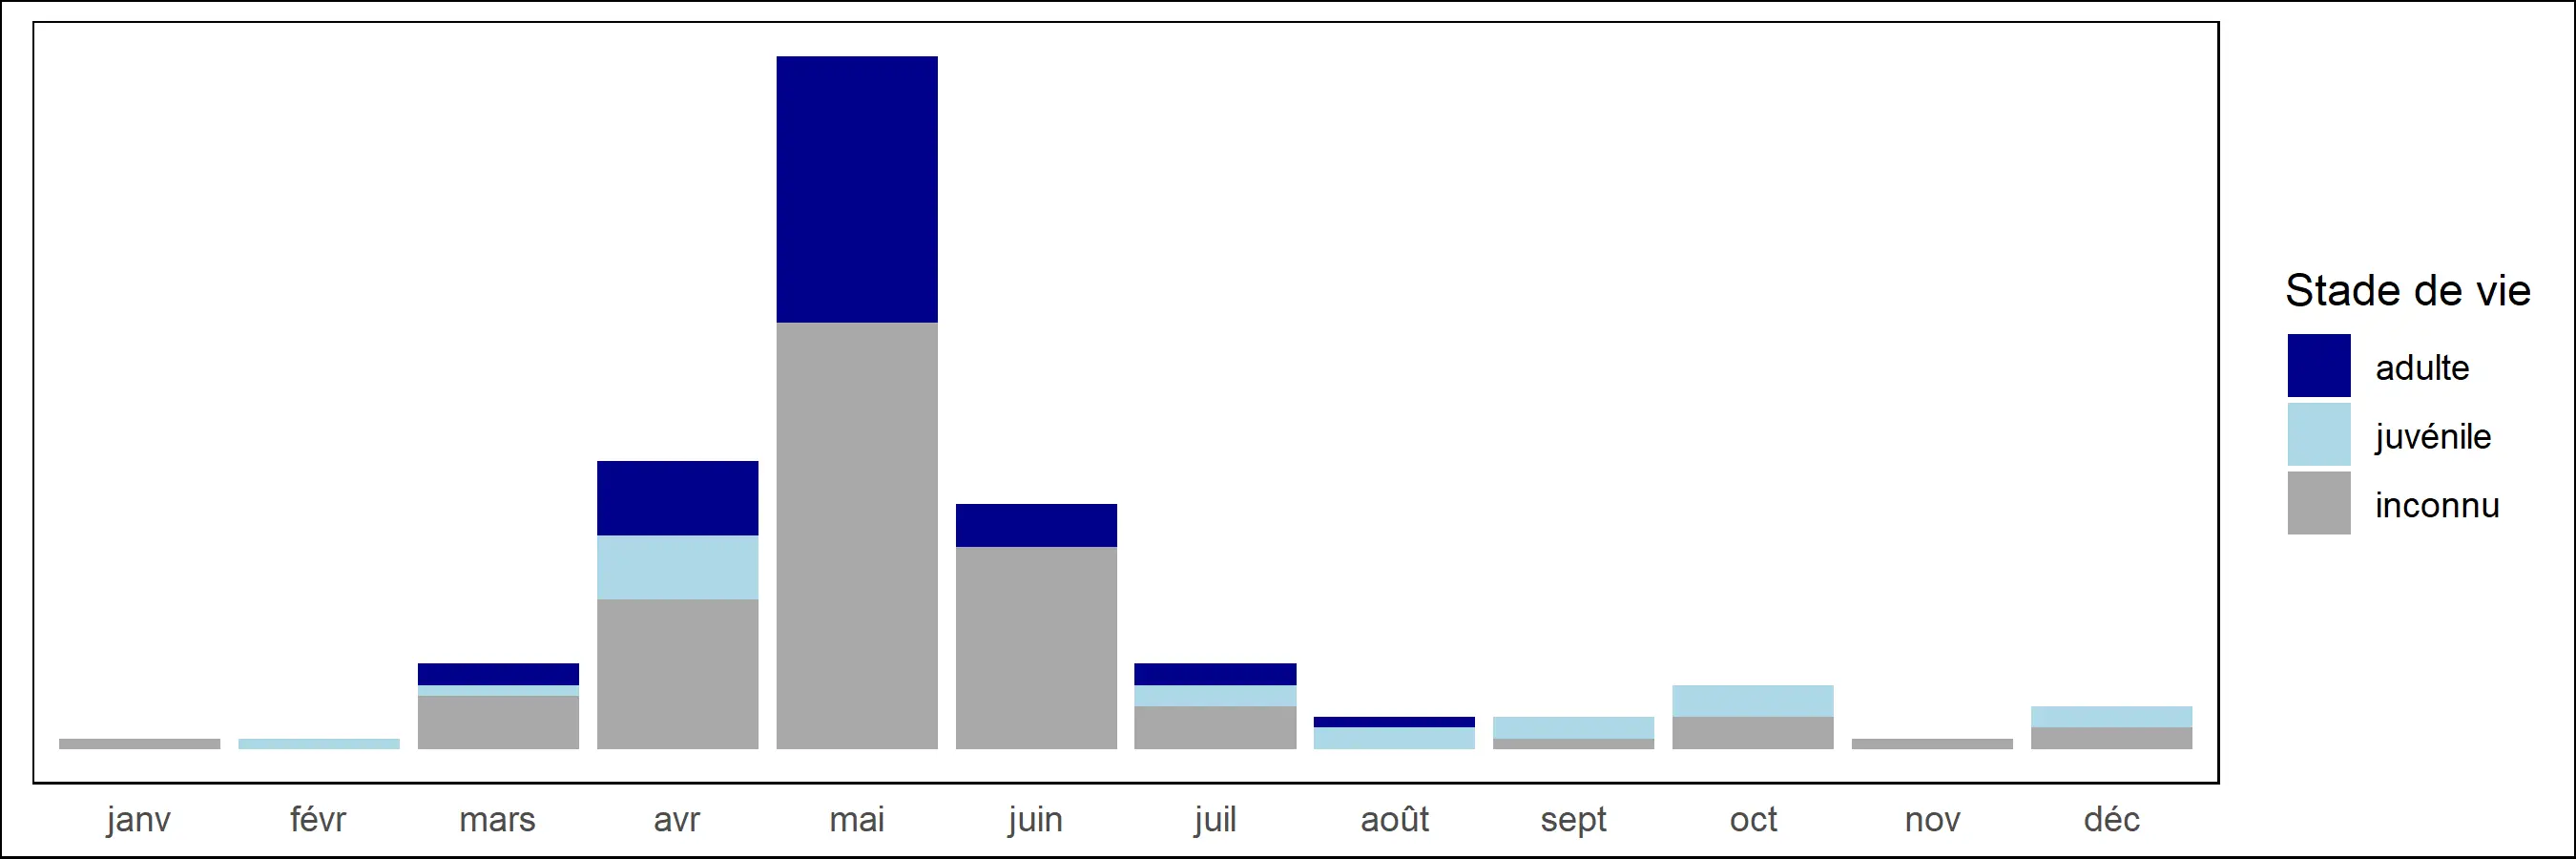 Stade de vie
adulte
juvénile
inconnu
janv févr mars avr mai juin juil août sept oct nov déc